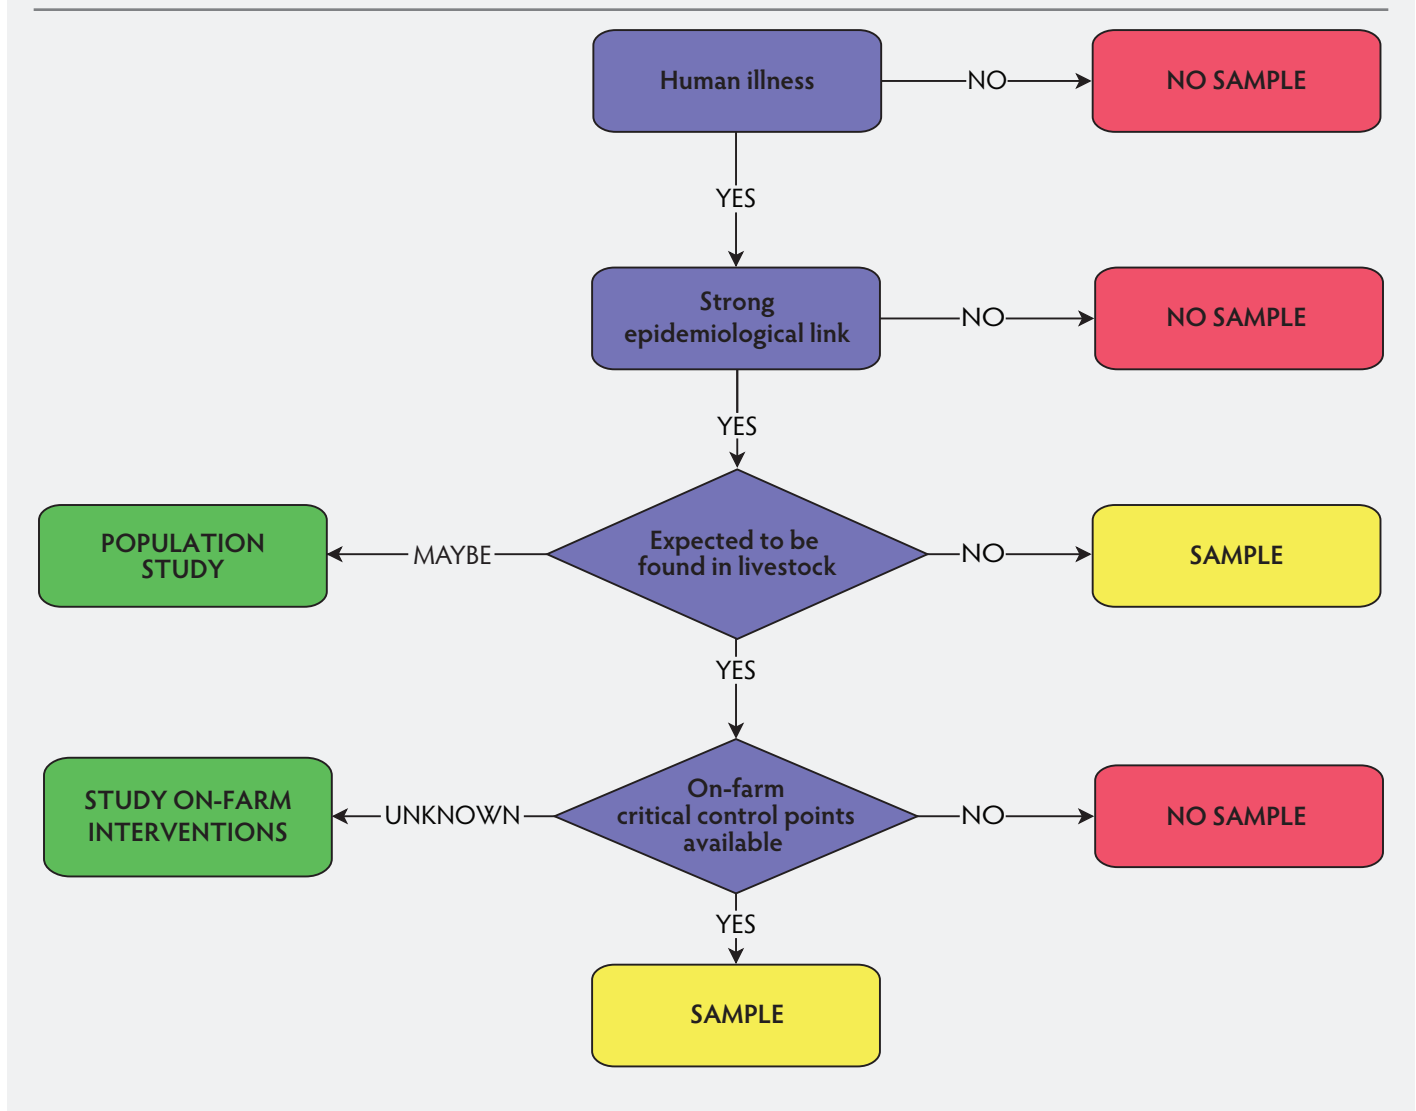 Human illness
NO
NO SAMPLE
YES
Strong
epidemiological link
NO
NO SAMPLE
YES
POPULATION
STUDY
MAYBE
Expected to be
found in livestock
NO
SAMPLE
YES
STUDY ON-FARM
INTERVENTIONS
UNKNOWN
On-farm
critical control points
available
NO
NO SAMPLE
YES
SAMPLE